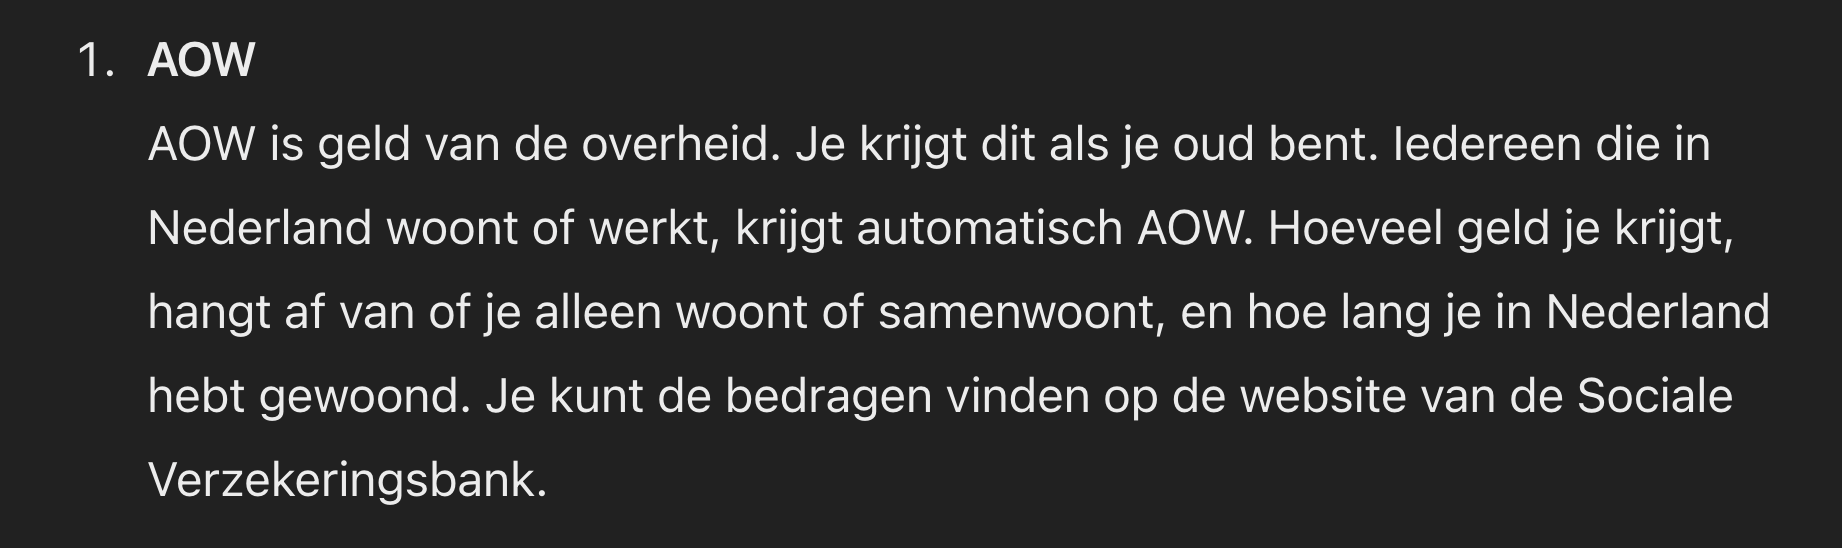 1. AOW
AOW is geld van de overheid. Je krijgt dit als je oud bent. Iedereen die in
Nederland woont of werkt, krijgt automatisch AOW. Hoeveel geld je krijgt,
hangt af van of je alleen woont of samenwoont, en hoe lang je in Nederland
hebt gewoond. Je kunt de bedragen vinden op de website van de Sociale
Verzekeringsbank.